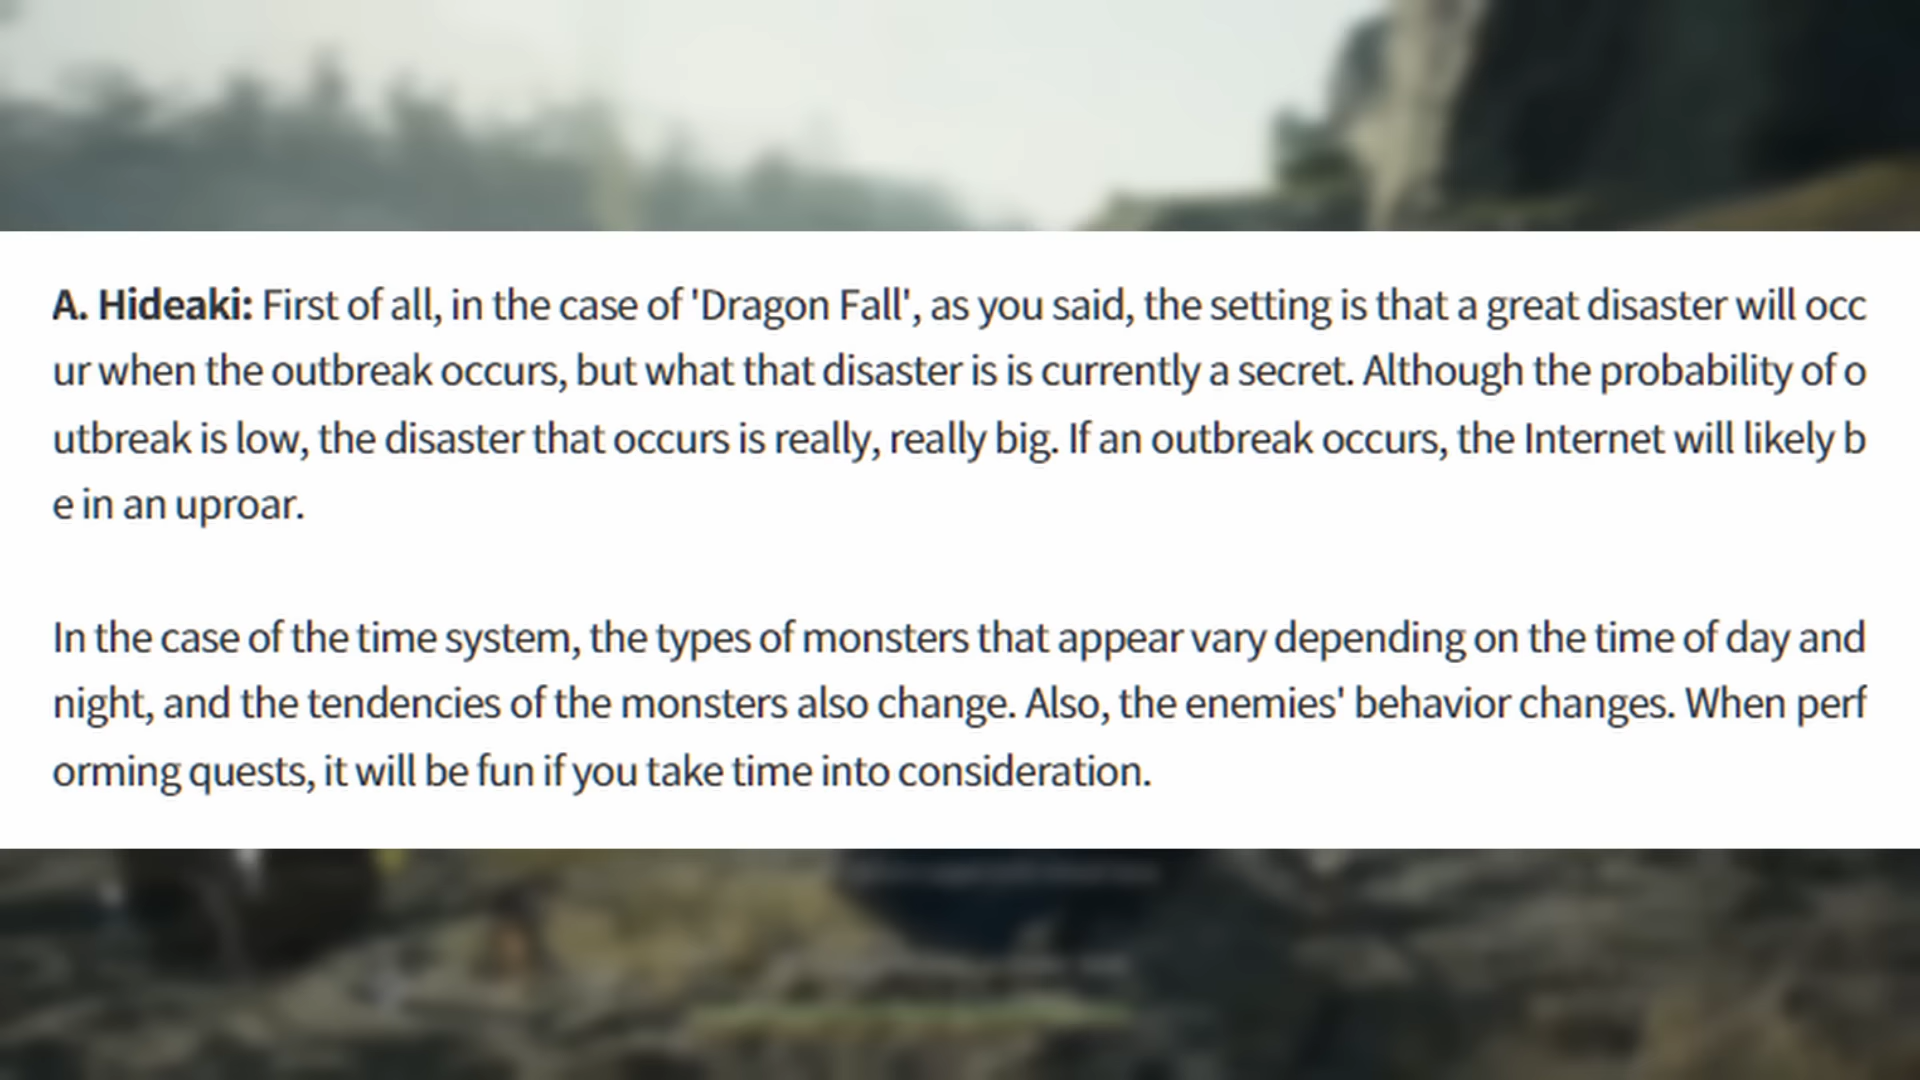 A. Hideaki: First of all, in the case of 'Dragon Fall', as you said, the setting is that a great disaster will occ
ur when the outbreak occurs, but what that disaster is is currently a secret. Although the probability of o
utbreak is low, the disaster that occurs is really, really big. If an outbreak occurs, the Internet will likely b
e in an uproar.
In the case of the time system, the types of monsters that appear vary depending on the time of day and
night, and the tendencies of the monsters also change. Also, the enemies' behavior changes. When perf
orming quests, it will be fun if you take time into consideration.